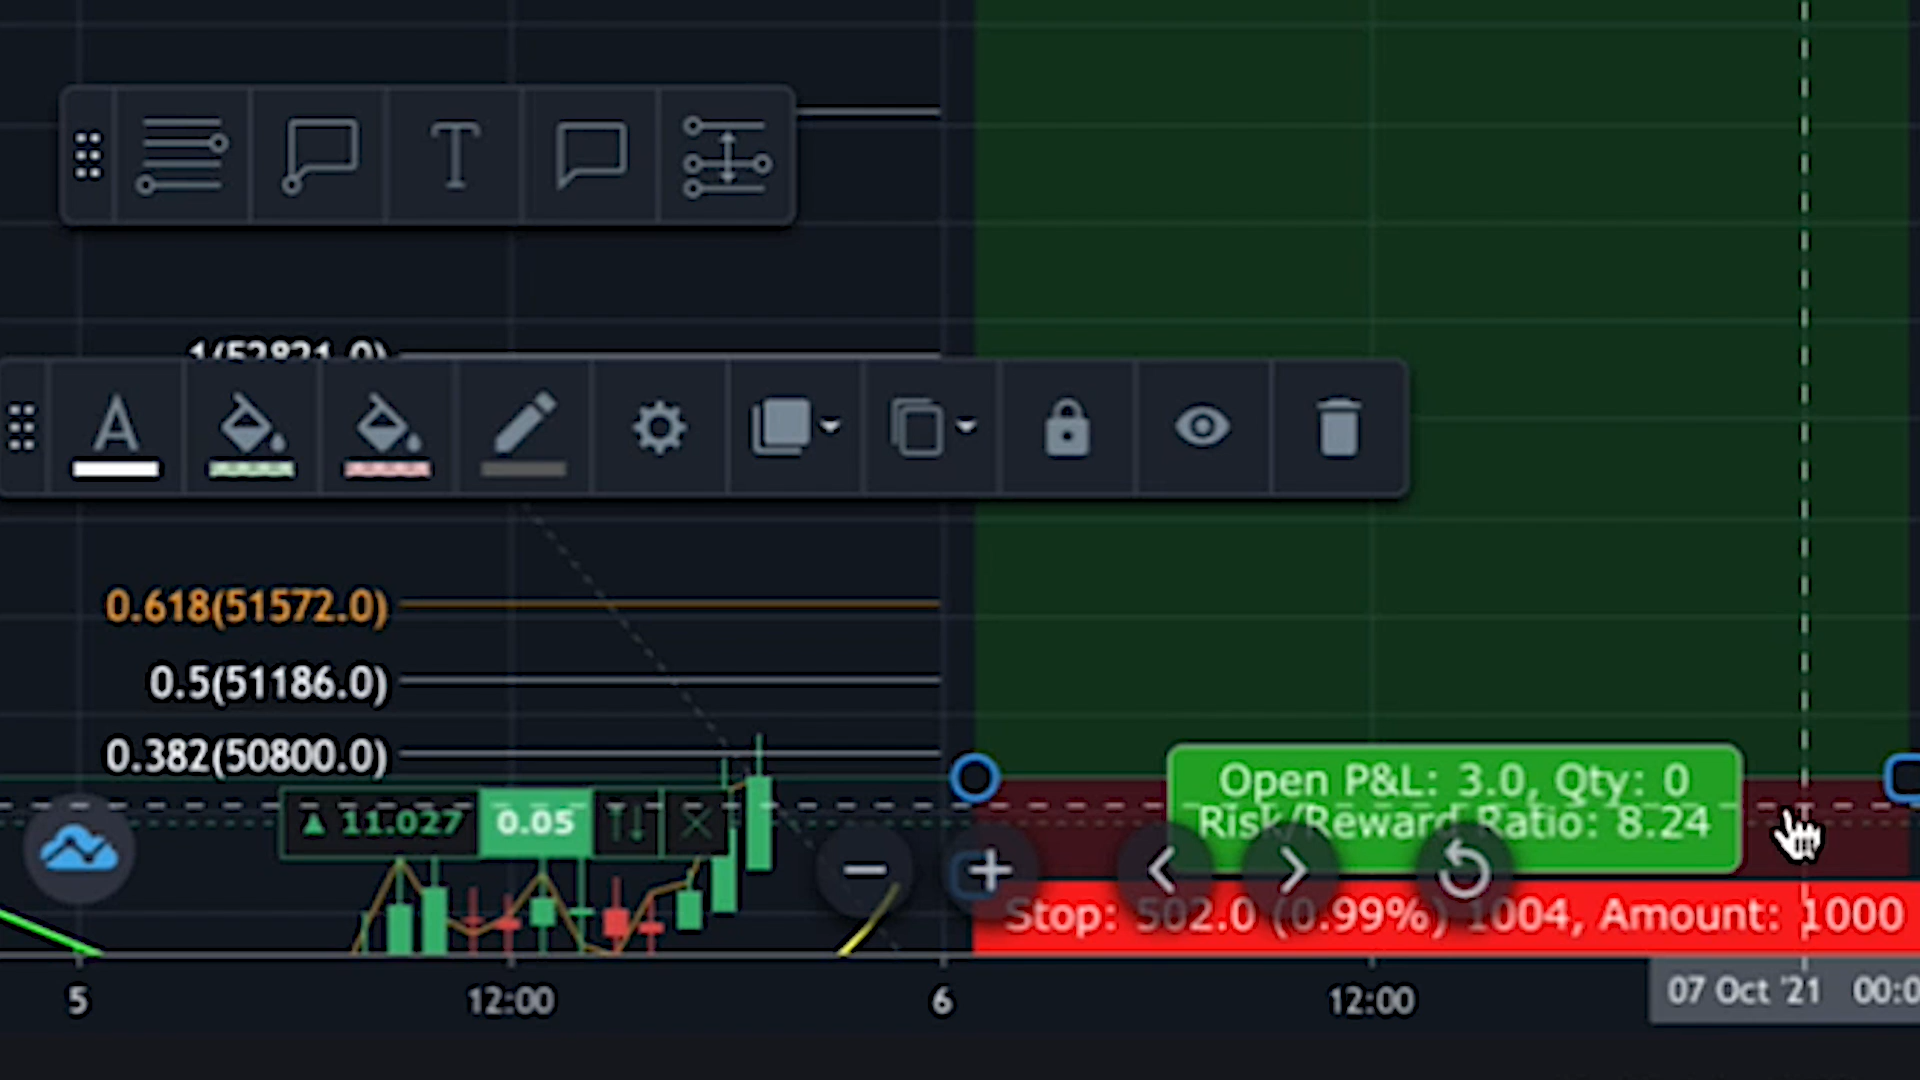 1(52821.0)
0.618(51572.0)
0.5(51186.0)
0.382(50800.0)
Open P&L: 3.0, Qty: 0
Risk/Reward Ratio: 8.24
11.027 0.05
Stop: 502.0 (0.99%) 1004, Amount: 1000
5 12:00 6 12:00 07 Oct '21 00:0